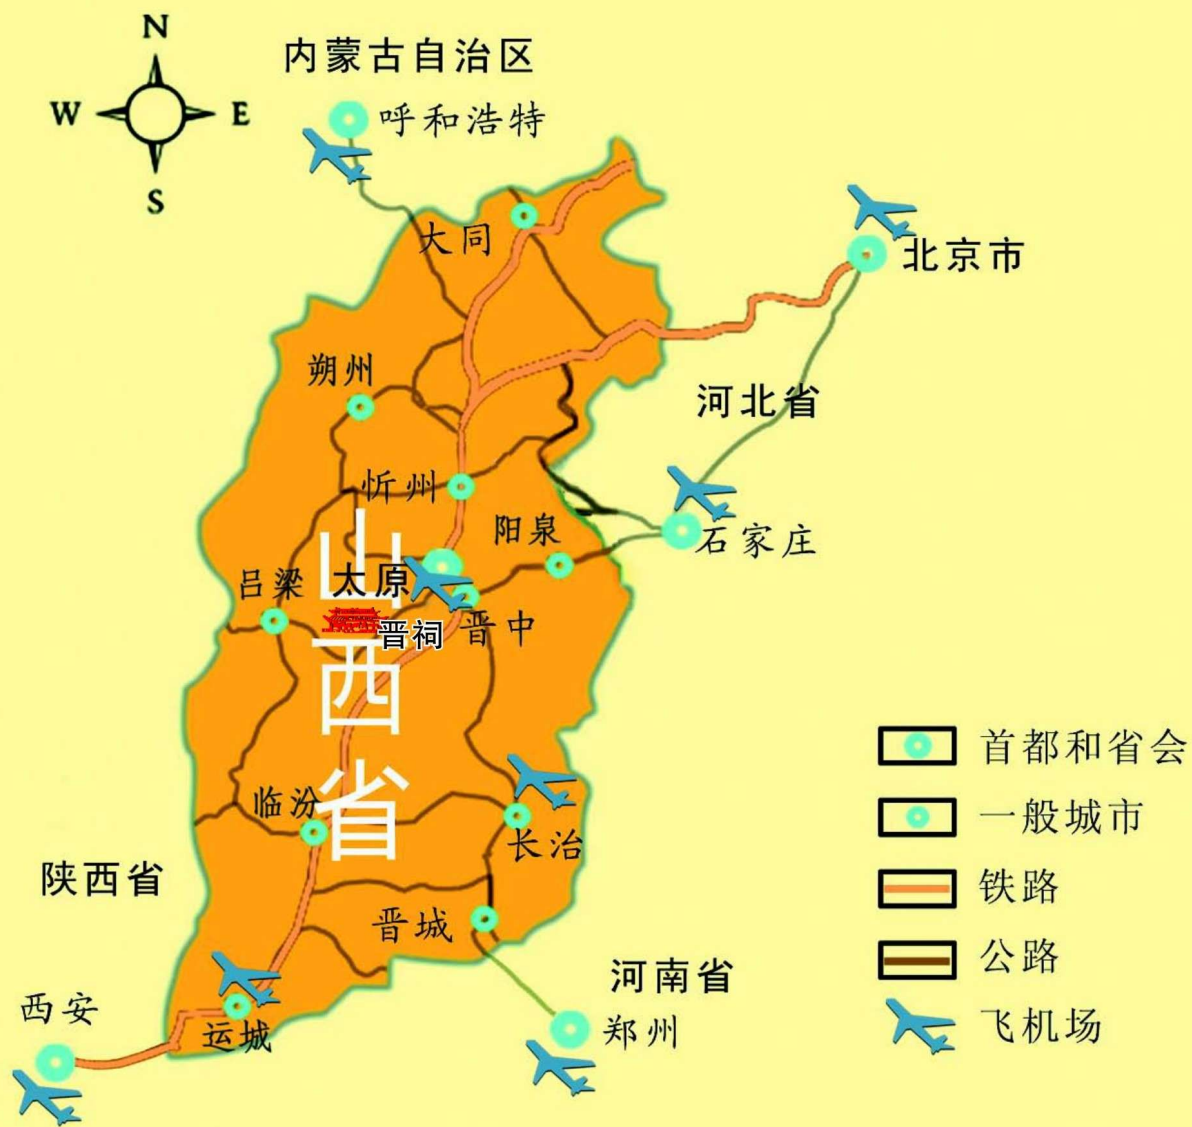 N
W
E
S
内蒙古自治区
呼和浩特
大同
北京市
朔州
河北省
忻州
阳泉
石家庄
吕梁
太原
晋祠
晋中
山西省
首都和省会
临汾
一般城市
长治
陕西省
铁路
晋城
公路
河南省
西安
运城
郑州
飞机场